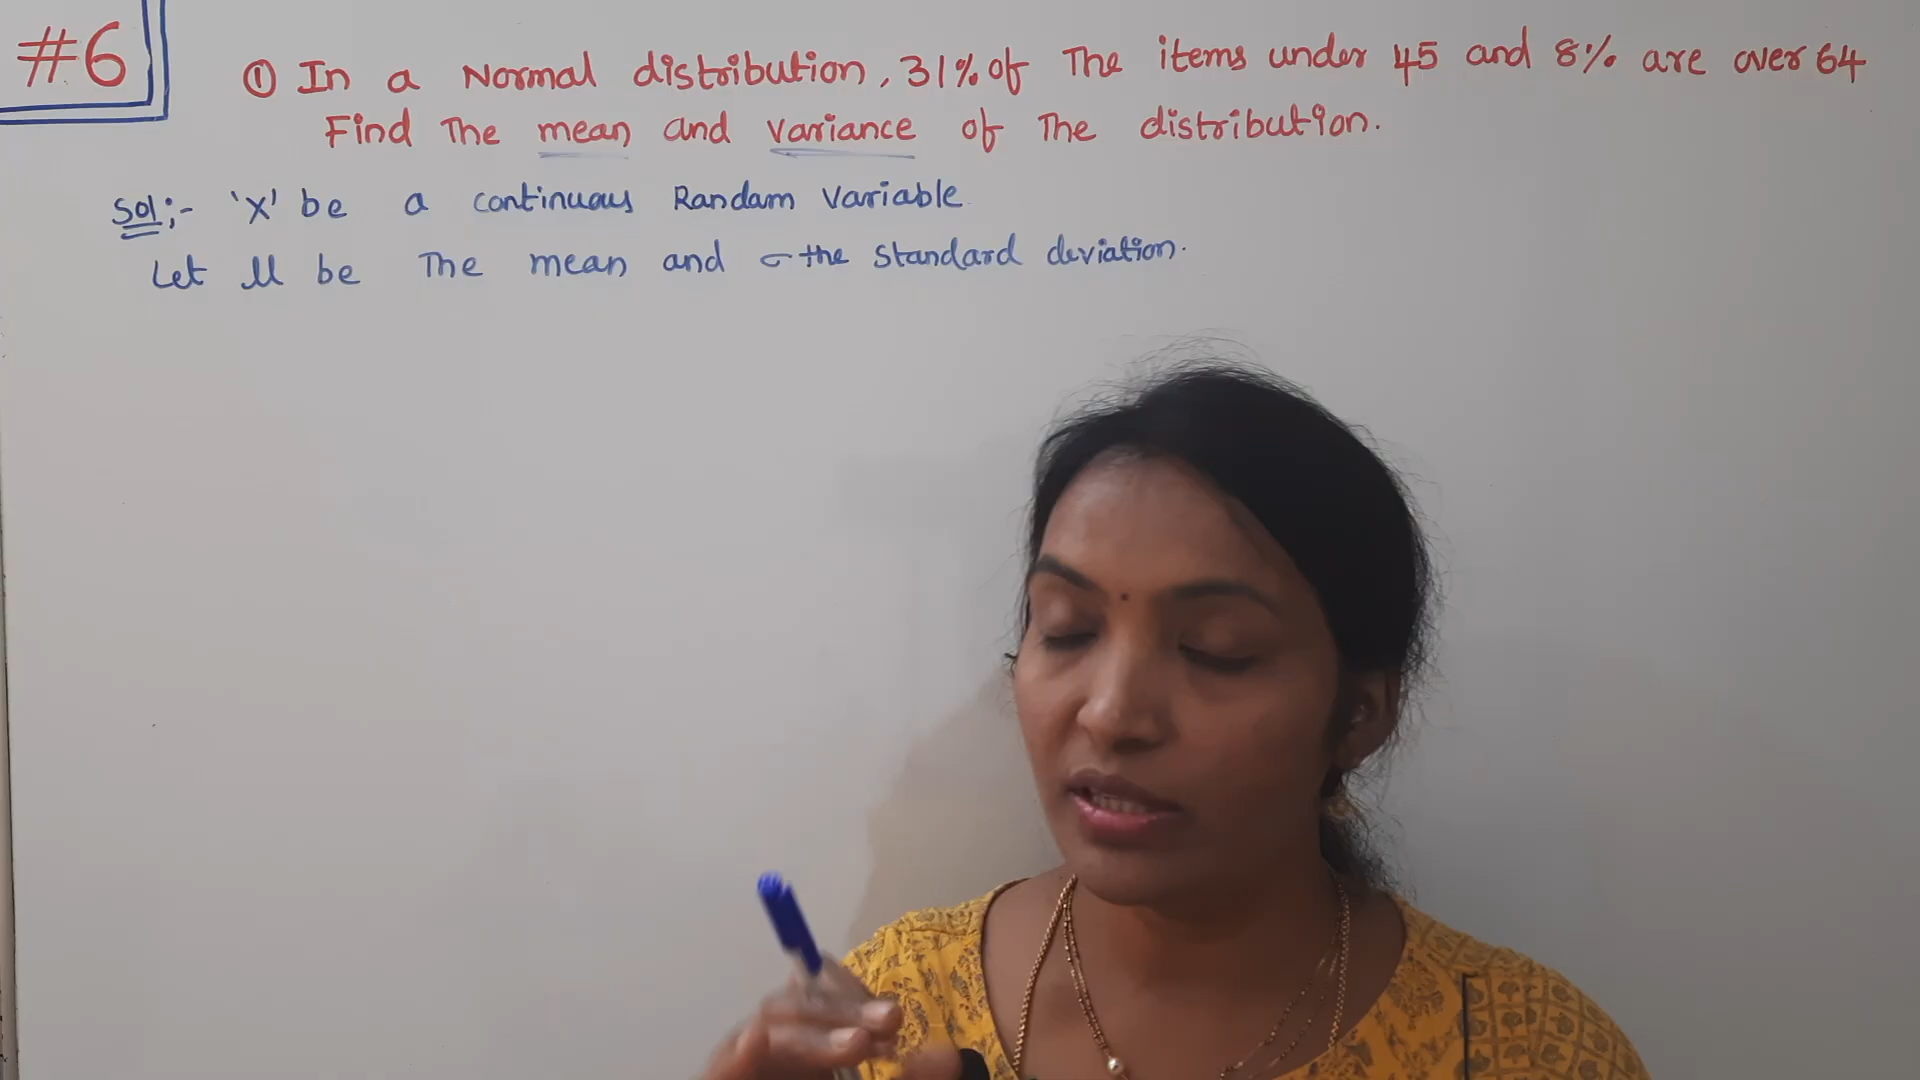 #6
① In a Normal distribution, 31% of The items under 45 and 8% are over 64
Find The mean and variance of The distribution.
Sol:- 'X' be a continuous Randam variable
Let μ be The mean and σ the standard deviation.